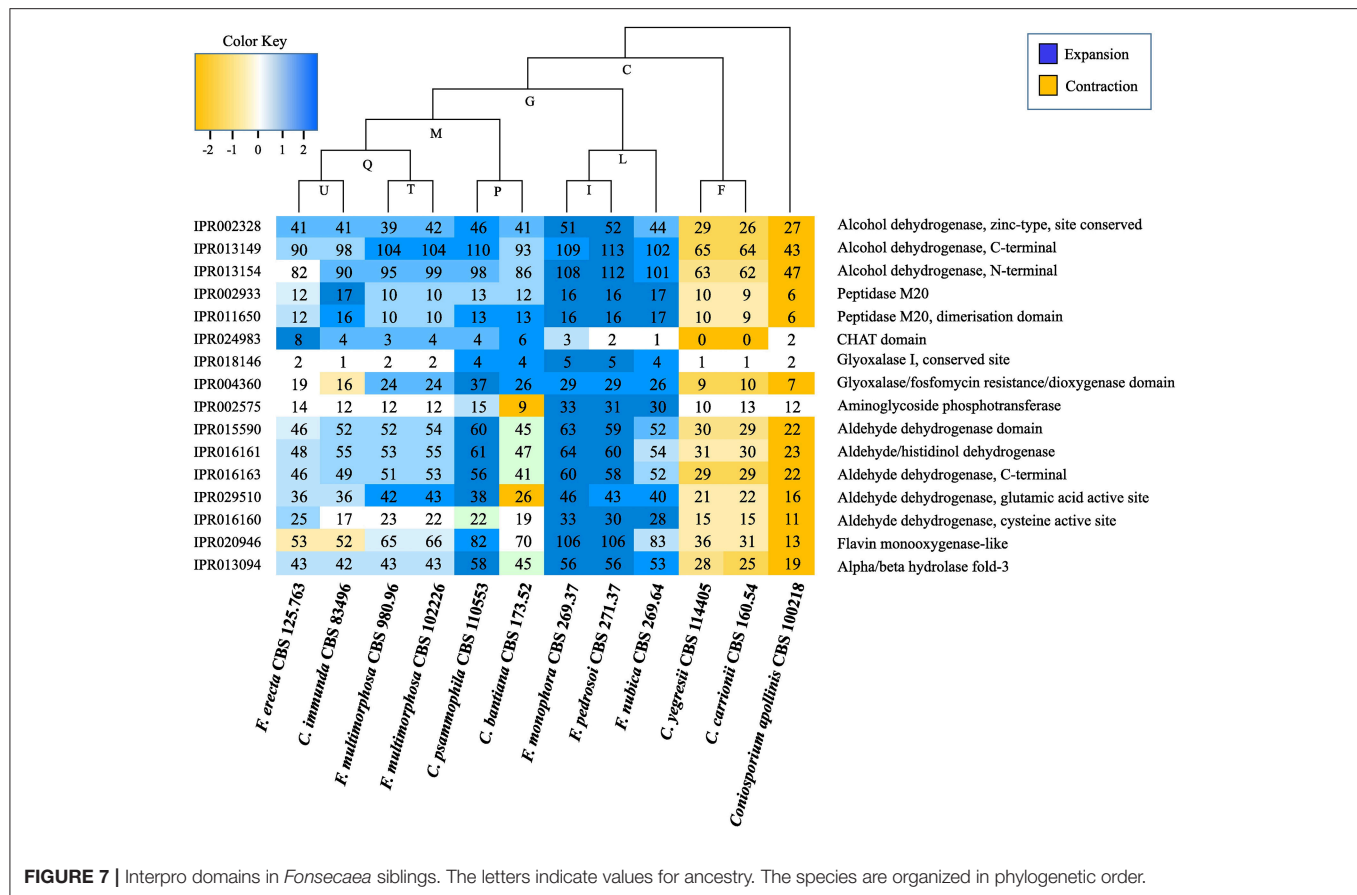 Color Key
-2 -1 0 1 2
Expansion
Contraction
C
G
M
L
Q
U T P I F
IPR002328 41 41 39 42 46 41 51 52 44 29 26 27 Alcohol dehydrogenase, zinc-type, site conserved
IPR013149 90 98 104 104 110 93 109 113 102 65 64 43 Alcohol dehydrogenase, C-terminal
IPR013154 82 90 95 99 98 86 108 112 101 63 62 47 Alcohol dehydrogenase, N-terminal
IPR002933 12 17 10 10 13 12 16 16 17 10 9 6 Peptidase M20
IPR011650 12 16 10 10 13 13 16 16 17 10 9 6 Peptidase M20, dimerisation domain
IPR024983 8 4 3 4 4 6 3 2 1 0 0 2 CHAT domain
IPR018146 2 1 2 2 4 4 5 5 4 1 1 2 Glyoxalase I, conserved site
IPR004360 19 16 24 24 37 26 29 29 26 9 10 7 Glyoxalase/fosfomycin resistance/dioxygenase domain
IPR002575 14 12 12 12 15 9 33 31 30 10 13 12 Aminoglycoside phosphotransferase
IPR015590 46 52 52 54 60 45 63 59 52 30 29 22 Aldehyde dehydrogenase domain
IPR016161 48 55 53 55 61 47 64 60 54 31 30 23 Aldehyde/histidinol dehydrogenase
IPR016163 46 49 51 53 56 41 60 58 52 29 29 22 Aldehyde dehydrogenase, C-terminal
IPR029510 36 36 42 43 38 26 46 43 40 21 22 16 Aldehyde dehydrogenase, glutamic acid active site
IPR016160 25 17 23 22 22 19 33 30 28 15 15 11 Aldehyde dehydrogenase, cysteine active site
IPR020946 53 52 65 66 82 70 106 106 83 36 31 13 Flavin monooxygenase-like
IPR013094 43 42 43 43 58 45 56 56 53 28 25 19 Alpha/beta hydrolase fold-3
F. erecta CBS 125.763
C. immunda CBS 83496
F. multimorphosa CBS 980.96
F. multimorphosa CBS 102226
C. psammophila CBS 110553
C. bantiana CBS 173.52
F. monophora CBS 269.37
F. pedrosoi CBS 271.37
F. nubica CBS 269.64
C. yegresii CBS 114405
C. carrionii CBS 160.54
Coniosporium apollinis CBS 100218
FIGURE 7 | Interpro domains in Fonsecaea siblings. The letters indicate values for ancestry. The species are organized in phylogenetic order.